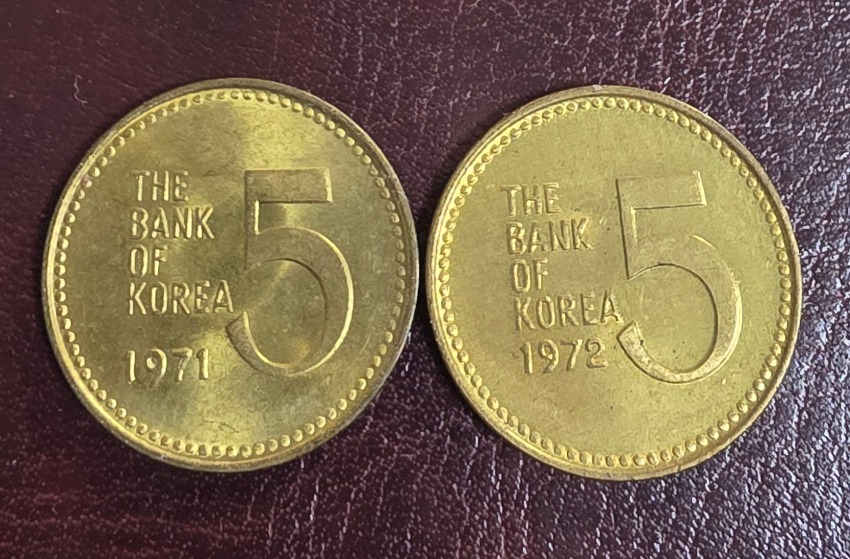 THE
BANK
OF
KOREA
1971
5
THE
BANK
OF
KOREA
1972
5